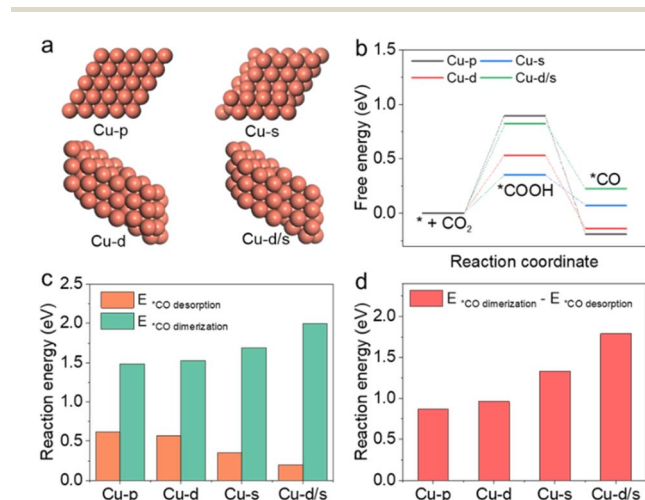 a
Cu-p
Cu-s
Cu-d
Cu-d/s
b
Free energy (eV)
1.5
1.0
0.5
0.0
Cu-p
Cu-s
Cu-d
Cu-d/s
* + CO₂
*COOH
*CO
Reaction coordinate
c
Reaction energy (eV)
2.5
2.0
1.5
1.0
0.5
0.0
E *CO desorption
E *CO dimerization
Cu-p Cu-d Cu-s Cu-d/s
d
Reaction energy (eV)
2.0
1.5
1.0
0.5
0.0
E *CO dimerization - E *CO desorption
Cu-p Cu-d Cu-s Cu-d/s